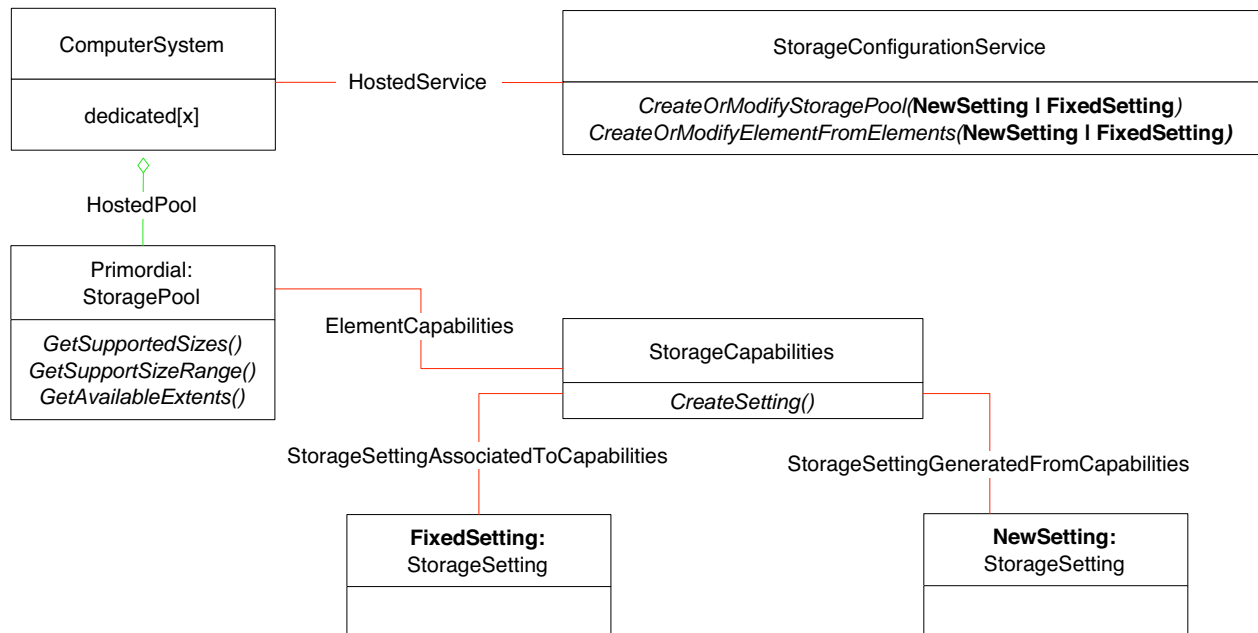 ComputerSystem
dedicated[x]
HostedService
StorageConfigurationService
CreateOrModifyStoragePool(NewSetting | FixedSetting)
CreateOrModifyElementFromElements(NewSetting | FixedSetting)
HostedPool
Primordial:
StoragePool
GetSupportedSizes()
GetSupportSizeRange()
GetAvailableExtents()
ElementCapabilities
StorageCapabilities
CreateSetting()
StorageSettingAssociatedToCapabilities
StorageSettingGeneratedFromCapabilities
FixedSetting:
StorageSetting
NewSetting:
StorageSetting